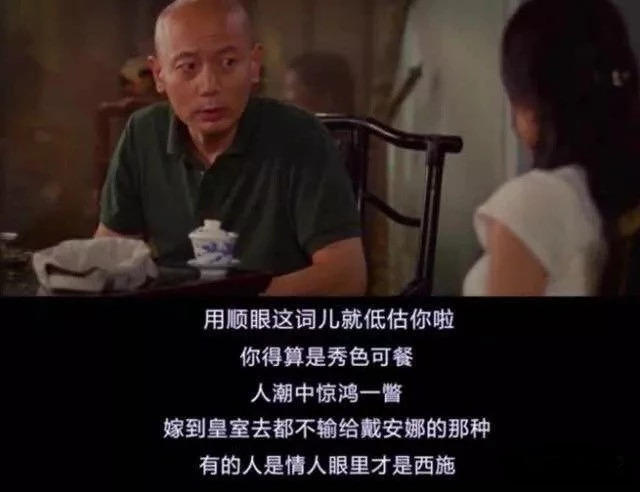 用顺眼这词儿就低估你啦
你得算是秀色可餐
人潮中惊鸿一瞥
嫁到皇室去都不输给戴安娜的那种
有的人是情人眼里才是西施